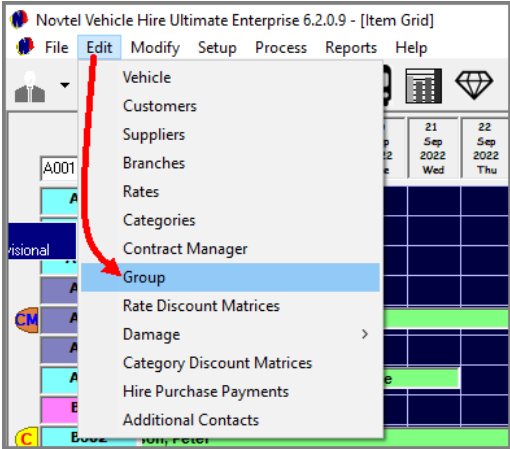 Novtel Vehicle Hire Ultimate Enterprise 6.2.0.9 - [Item Grid]
File Edit Modify Setup Process Reports Help
Vehicle
Customers
Suppliers
Branches
Rates
Categories
Contract Manager
Group
Rate Discount Matrices
Damage
Category Discount Matrices
Hire Purchase Payments
Additional Contacts
21
Sep
2022
Wed
22
Sep
2022
Thu
A001
visional
CM
C